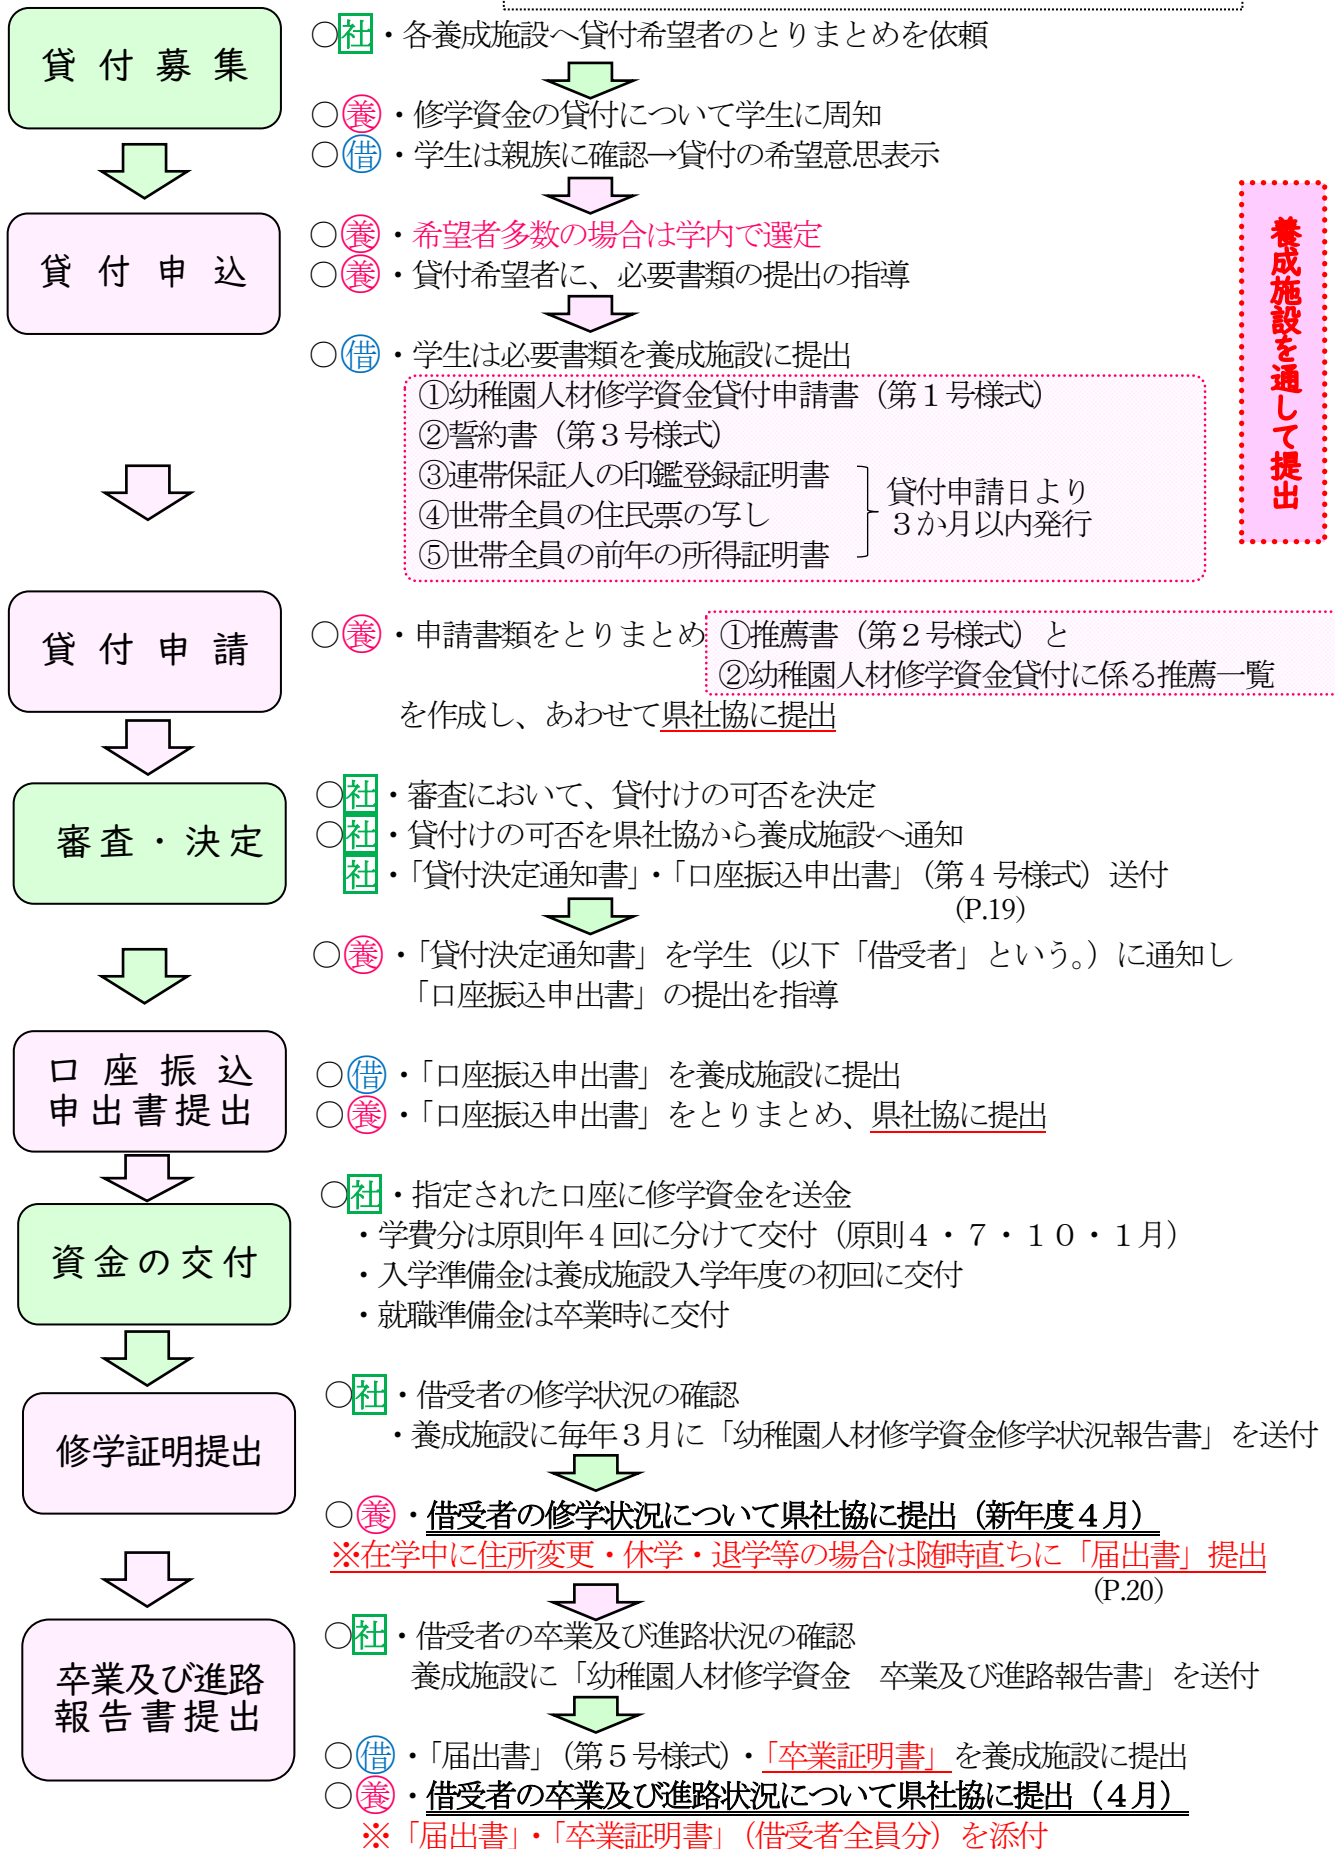 貸付募集
○社・各養成施設へ貸付希望者のとりまとめを依頼
○養・修学資金の貸付について学生に周知
○借・学生は親族に確認→貸付の希望意思表示
貸付申込
○養・希望者多数の場合は学内で選定
○養・貸付希望者に、必要書類の提出の指導
○借・学生は必要書類を養成施設に提出
①幼稚園人材修学資金貸付申請書（第１号様式）
②誓約書（第３号様式）
③連帯保証人の印鑑登録証明書
④世帯全員の住民票の写し
⑤世帯全員の前年の所得証明書
貸付申請日より
３か月以内発行
養成施設を通して提出
貸付申請
○養・申請書類をとりまとめ
①推薦書（第２号様式）と
②幼稚園人材修学資金貸付に係る推薦一覧
を作成し、あわせて県社協に提出
審査・決定
○社・審査において、貸付けの可否を決定
○社・貸付けの可否を県社協から養成施設へ通知
社・「貸付決定通知書」・「口座振込申出書」（第４号様式）送付
(P.19)
○養・「貸付決定通知書」を学生（以下「借受者」という。）に通知し
「口座振込申出書」の提出を指導
口座振込
申出書提出
○借・「口座振込申出書」を養成施設に提出
○養・「口座振込申出書」をとりまとめ、県社協に提出
資金の交付
○社・指定された口座に修学資金を送金
・学費分は原則年４回に分けて交付（原則４・７・１０・１月）
・入学準備金は養成施設入学年度の初回に交付
・就職準備金は卒業時に交付
修学証明提出
○社・借受者の修学状況の確認
・養成施設に毎年３月に「幼稚園人材修学資金修学状況報告書」を送付
○養・借受者の修学状況について県社協に提出（新年度４月）
※在学中に住所変更・休学・退学等の場合は随時直ちに「届出書」提出
(P.20)
卒業及び進路
報告書提出
○社・借受者の卒業及び進路状況の確認
養成施設に「幼稚園人材修学資金　卒業及び進路報告書」を送付
○借・「届出書」（第５号様式）・「卒業証明書」を養成施設に提出
○養・借受者の卒業及び進路状況について県社協に提出（４月）
※「届出書」・「卒業証明書」（借受者全員分）を添付